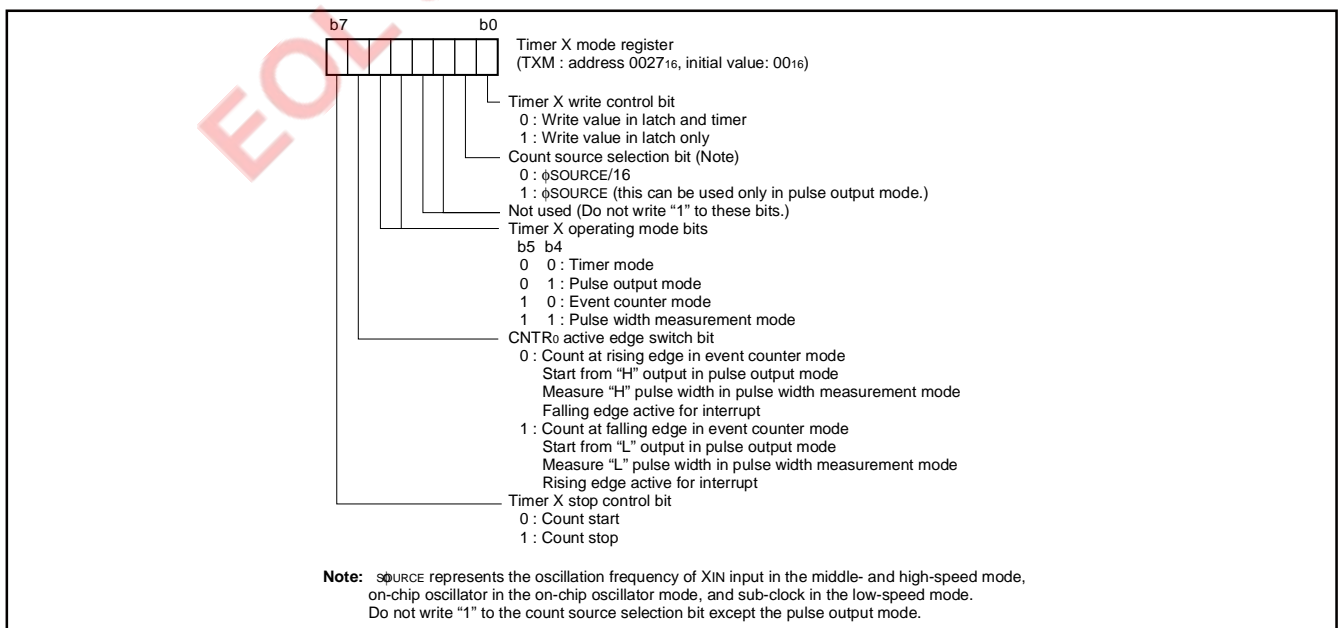 EOL
b7 b0
Timer X mode register
(TXM : address 002716, initial value: 0016)
Timer X write control bit
0 : Write value in latch and timer
1 : Write value in latch only
Count source selection bit (Note)
0 : ϕSOURCE/16
1 : ϕSOURCE (this can be used only in pulse output mode.)
Not used (Do not write “1” to these bits.)
Timer X operating mode bits
b5 b4
0 0 : Timer mode
0 1 : Pulse output mode
1 0 : Event counter mode
1 1 : Pulse width measurement mode
CNTR0 active edge switch bit
0 : Count at rising edge in event counter mode
Start from “H” output in pulse output mode
Measure “H” pulse width in pulse width measurement mode
Falling edge active for interrupt
1 : Count at falling edge in event counter mode
Start from “L” output in pulse output mode
Measure “L” pulse width in pulse width measurement mode
Rising edge active for interrupt
Timer X stop control bit
0 : Count start
1 : Count stop
Note: ϕSOURCE represents the oscillation frequency of XIN input in the middle- and high-speed mode,
on-chip oscillator in the on-chip oscillator mode, and sub-clock in the low-speed mode.
Do not write “1” to the count source selection bit except the pulse output mode.